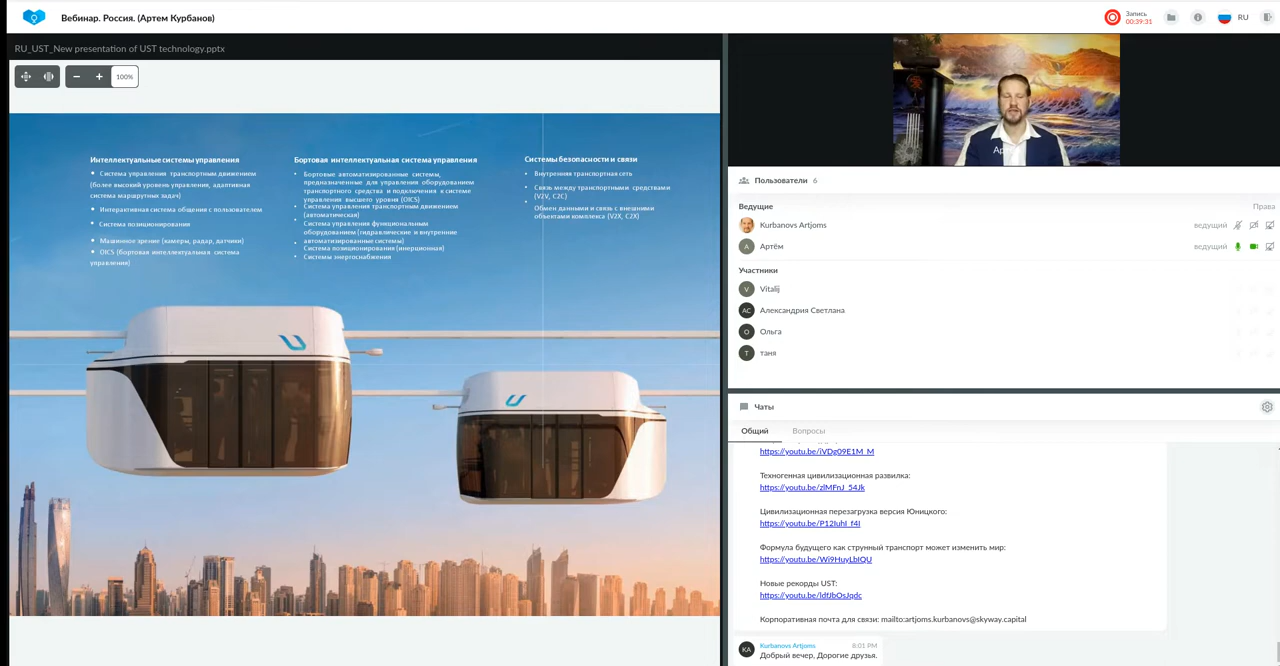 Вебинар. Россия. (Артем Курбанов)
Запись
00:39:31
RU
RU_UST_New presentation of UST technology.pptx
100%
Интеллектуальные системы управления
• Система управления транспортным движением
(более высокий уровень управления, адаптивная
система маршрутных задач)
• Интерактивная система общения с пользователем
• Система позиционирования
• Машинное зрение (камеры, радар, датчики)
• OICS (бортовая интеллектуальная система
управления)
Бортовая интеллектуальная система управления
• Бортовые автоматизированные системы,
предназначенные для управления оборудованием
транспортного средства и подключения к системе
управления высшего уровня (OICS)
• Система управления транспортным движением
(автоматическая)
• Система управления функциональным
оборудованием (гидравлические и внутренние
автоматизированные системы)
• Система позиционирования (инерционная)
• Системы энергоснабжения
Системы безопасности и связи
• Внутренняя транспортная сеть
• Связь между транспортными средствами
(V2V, C2C)
• Обмен данными и связь с внешними
объектами комплекса (V2X, C2X)
Пользователи 6
Ведущие Права
Kurbanovs Artjoms ведущий
А Артём ведущий
Участники
V Vitalij
АС Александрия Светлана
О Ольга
Т таня
Чаты
Общий Вопросы
https://youtu.be/iVDg09E1M_M
Техногенная цивилизационная развилка:
https://youtu.be/zlMFnJ_54Jk
Цивилизационная перезагрузка версия Юницкого:
https://youtu.be/P12IuhI_f4I
Формула будущего как струнный транспорт может изменить мир:
https://youtu.be/Wi9HuyLbIQU
Новые рекорды UST:
https://youtu.be/ldfJbOsJqdc
Корпоративная почта для связи: mailto:artjoms.kurbanovs@skyway.capital
KA Kurbanovs Artjoms 8:01 PM
Добрый вечер, Дорогие друзья.